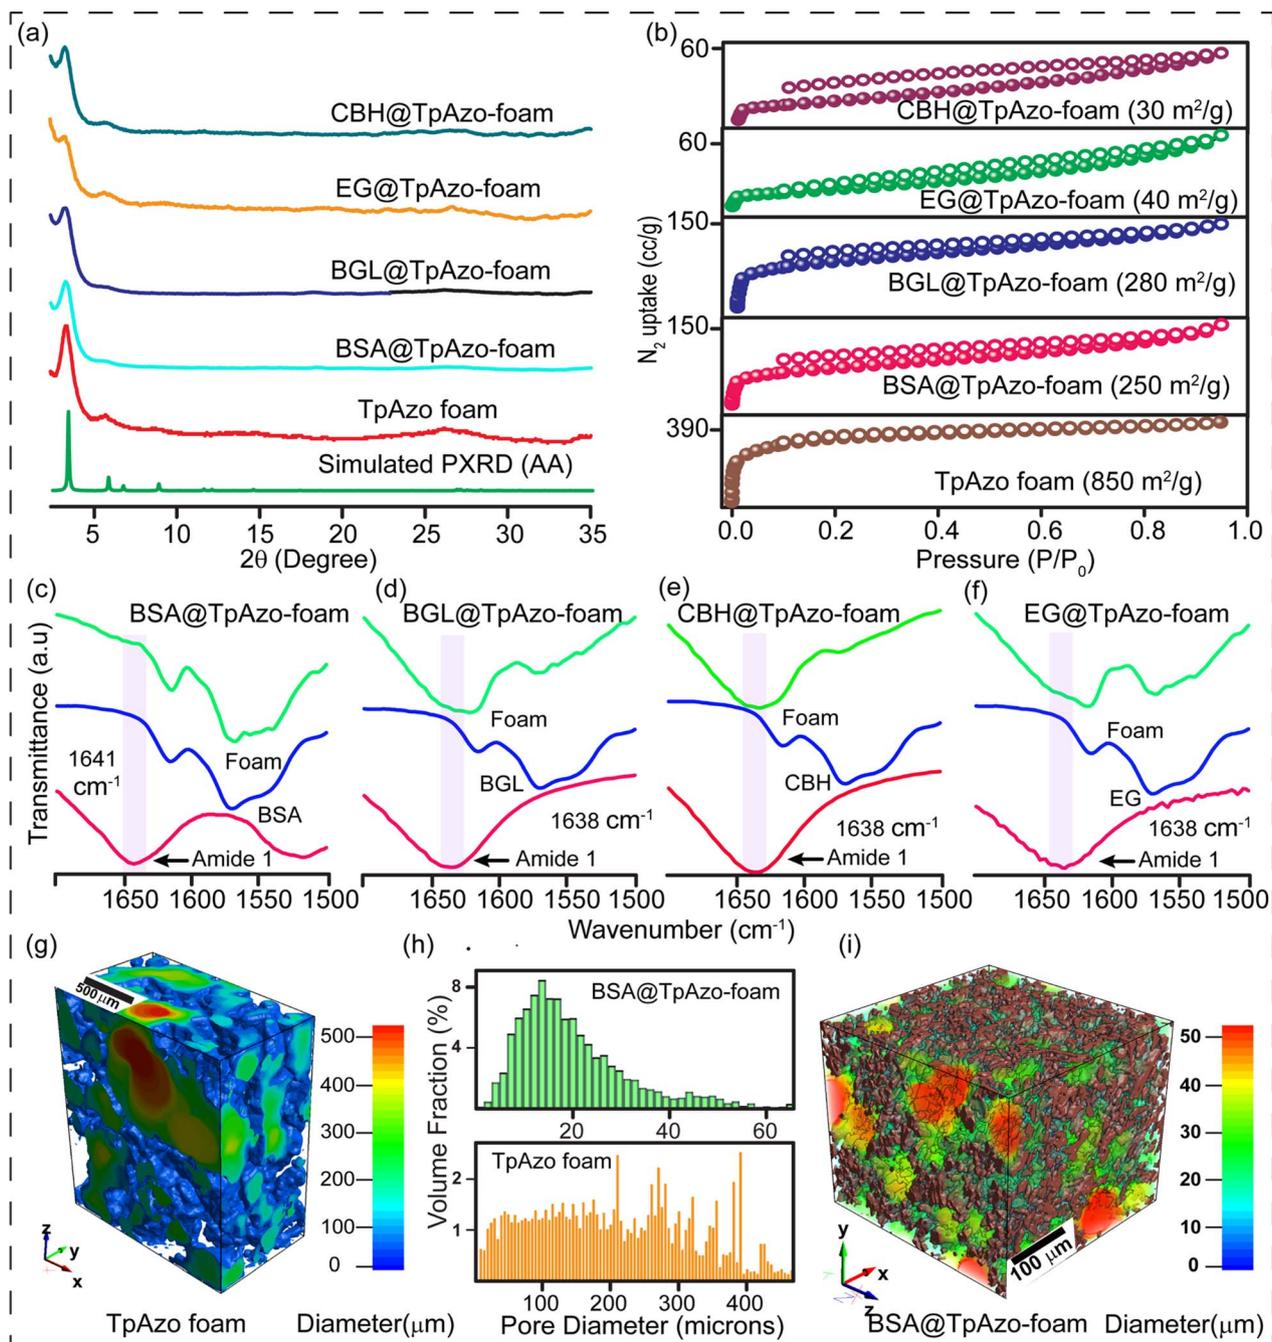 (a)
CBH@TpAzo-foam
EG@TpAzo-foam
BGL@TpAzo-foam
BSA@TpAzo-foam
TpAzo foam
Simulated PXRD (AA)
5 10 15 20 25 30 35
2θ (Degree)
(b)
60
CBH@TpAzo-foam (30 m²/g)
60
EG@TpAzo-foam (40 m²/g)
150
BGL@TpAzo-foam (280 m²/g)
150
BSA@TpAzo-foam (250 m²/g)
390
TpAzo foam (850 m²/g)
N₂ uptake (cc/g)
0.0 0.2 0.4 0.6 0.8 1.0
Pressure (P/P₀)
(c)
BSA@TpAzo-foam
Transmittance (a.u)
1641
cm⁻¹
Foam
BSA
Amide 1
1650 1600 1550 1500
(d)
BGL@TpAzo-foam
Foam
BGL
1638 cm⁻¹
Amide 1
1650 1600 1550 1500
(e)
CBH@TpAzo-foam
Foam
CBH
1638 cm⁻¹
Amide 1
1650 1600 1550 1500
(f)
EG@TpAzo-foam
Foam
EG
1638 cm⁻¹
Amide 1
1650 1600 1550 1500
Wavenumber (cm⁻¹)
(g)
500 μm
500
400
300
200
100
0
z
y
x
TpAzo foam
Diameter(μm)
(h)
Volume Fraction (%)
8
4
BSA@TpAzo-foam
20 40 60
TpAzo foam
2
1
100 200 300 400
Pore Diameter (microns)
(i)
50
40
30
20
10
0
100 μm
y
x
z
BSA@TpAzo-foam
Diameter(μm)